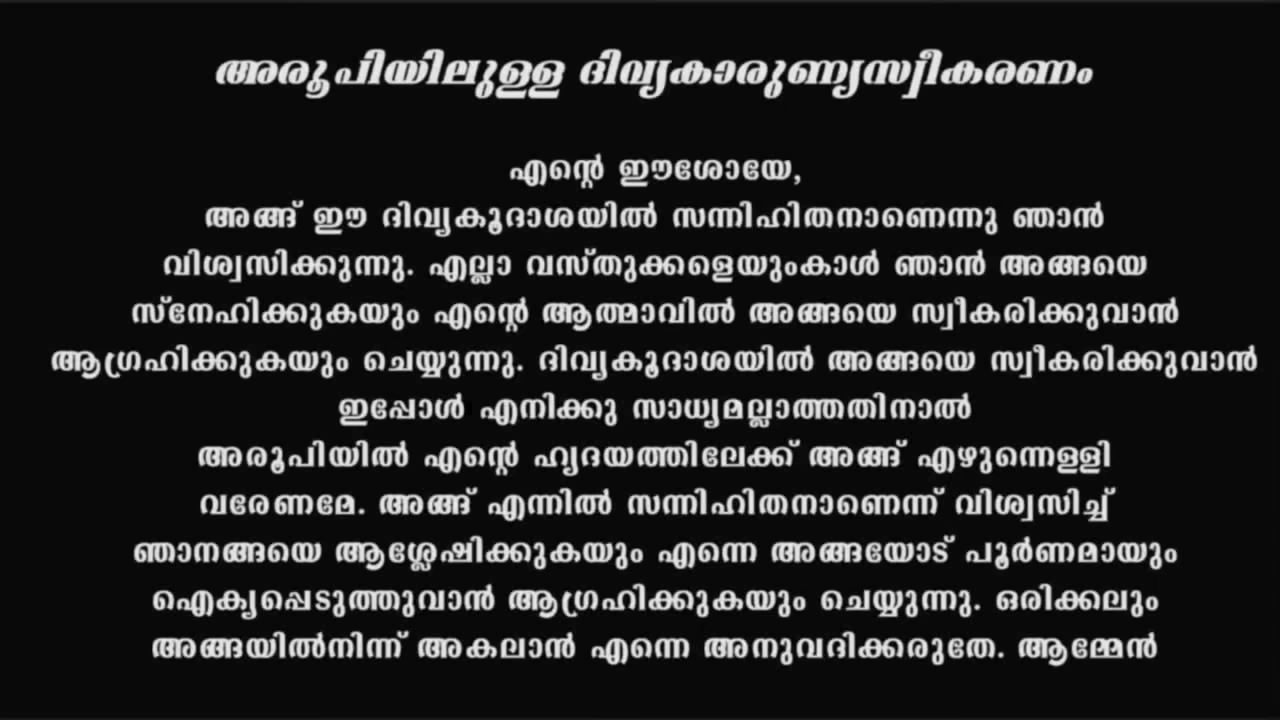 അരൂപിയിലുള്ള ദിവ്യകാരുണ്യസ്വീകരണം
എന്റെ ഈശോയേ,
അങ്ങ് ഈ ദിവ്യകൂദാശയിൽ സന്നിഹിതനാണെന്നു ഞാൻ
വിശ്വസിക്കുന്നു. എല്ലാ വസ്തുക്കളെയുംകാൾ ഞാൻ അങ്ങയെ
സ്നേഹിക്കുകയും എന്റെ ആത്മാവിൽ അങ്ങയെ സ്വീകരിക്കുവാൻ
ആഗ്രഹിക്കുകയും ചെയ്യുന്നു. ദിവ്യകൂദാശയിൽ അങ്ങയെ സ്വീകരിക്കുവാൻ
ഇപ്പോൾ എനിക്കു സാധ്യമല്ലാത്തതിനാൽ
അരൂപിയിൽ എന്റെ ഹൃദയത്തിലേക്ക് അങ്ങ് എഴുന്നെള്ളി
വരേണമേ. അങ്ങ് എന്നിൽ സന്നിഹിതനാണെന്ന് വിശ്വസിച്ച്
ഞാനങ്ങയെ ആശ്ലേഷിക്കുകയും എന്നെ അങ്ങയോട് പൂർണമായും
ഐക്യപ്പെടുത്തുവാൻ ആഗ്രഹിക്കുകയും ചെയ്യുന്നു. ഒരിക്കലും
അങ്ങയിൽനിന്ന് അകലാൻ എന്നെ അനുവദിക്കരുതേ. ആമ്മേൻ